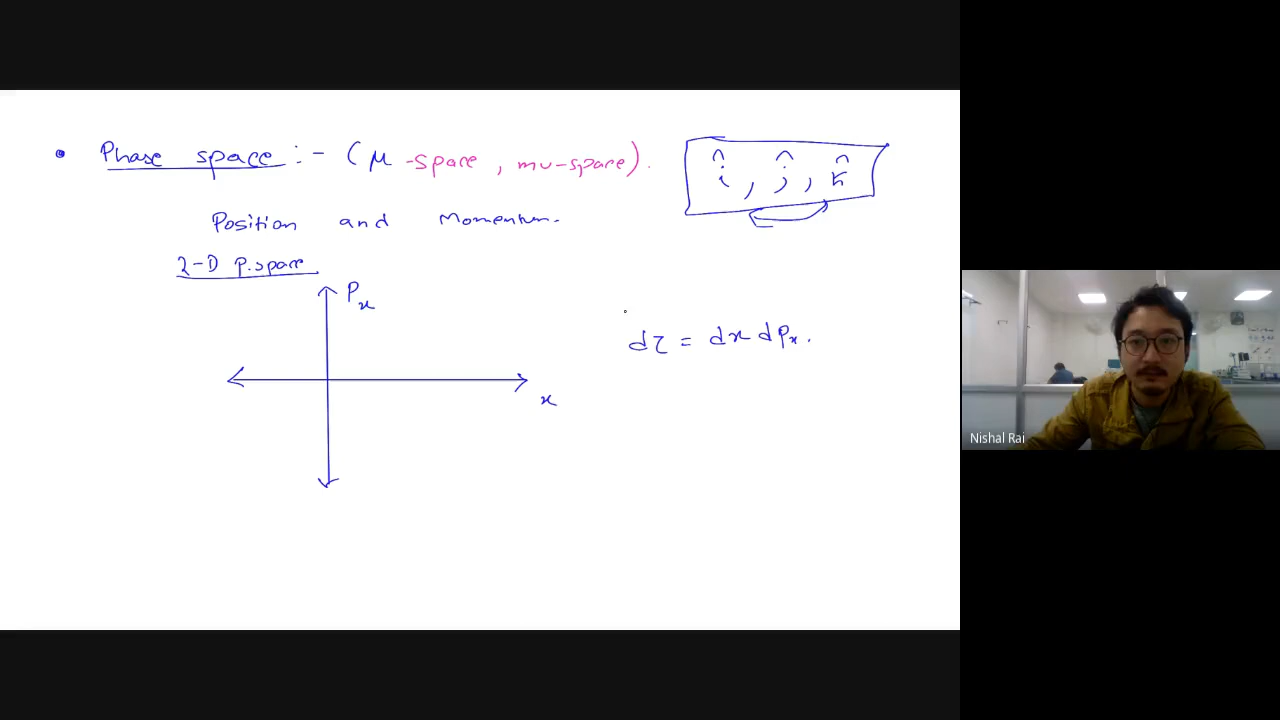 • Phase space :- (μ -space, mu-space).
î, ĵ, k̂
Position and Momentum.
2-D p.space
Px
dτ = dx dpx.
x
Nishal Rai